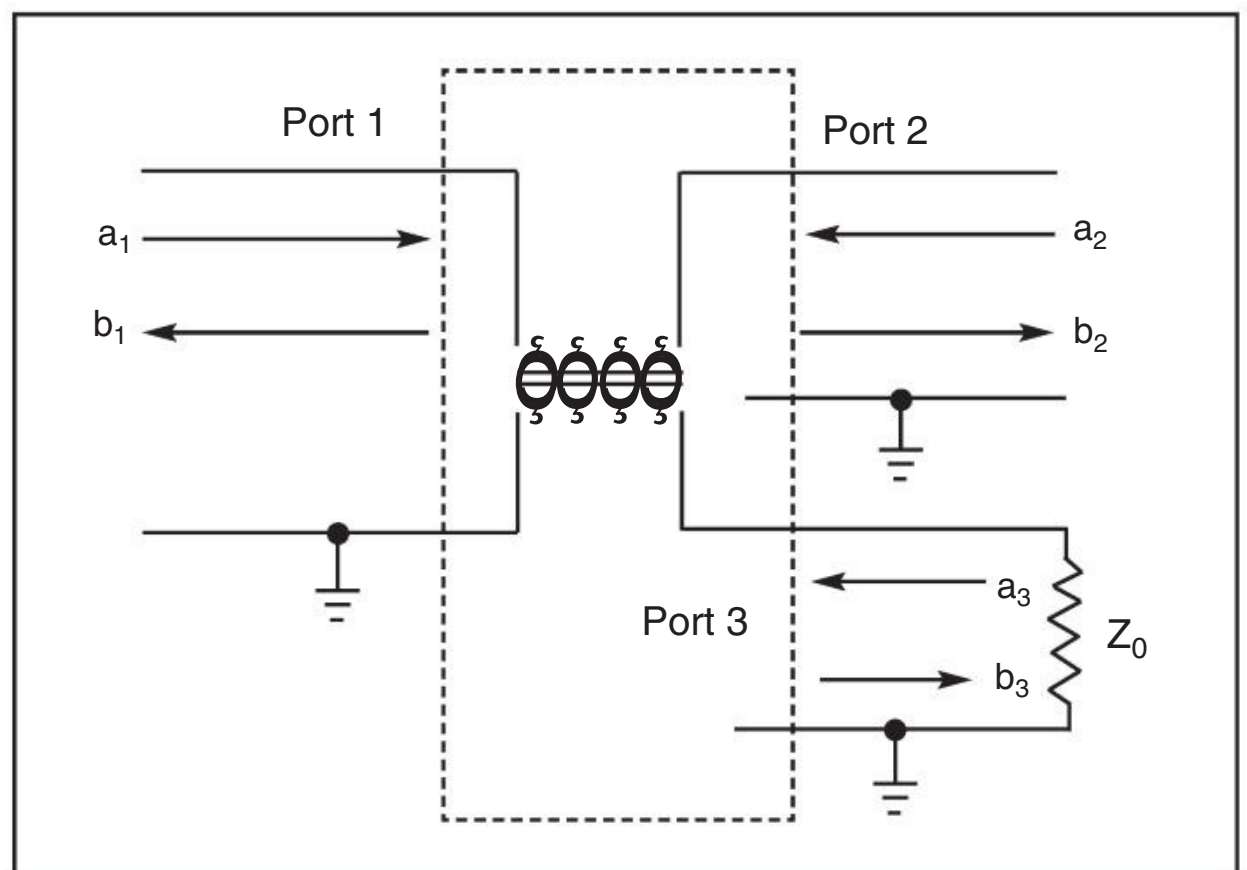 Port 1
Port 2
a₁
a₂
b₁
b₂
a₃
Port 3
Z₀
b₃